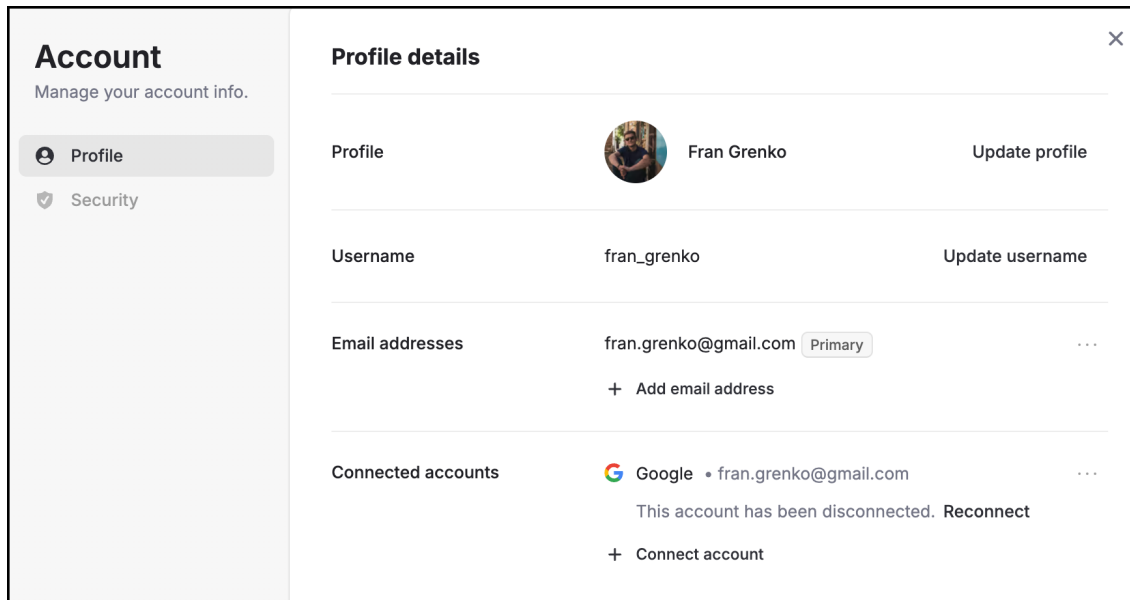 Account
Manage your account info.
Profile
Security
Profile details
Profile
Fran Grenko
Update profile
Username
fran_grenko
Update username
Email addresses
fran.grenko@gmail.com Primary
+ Add email address
Connected accounts
Google • fran.grenko@gmail.com
This account has been disconnected. Reconnect
+ Connect account